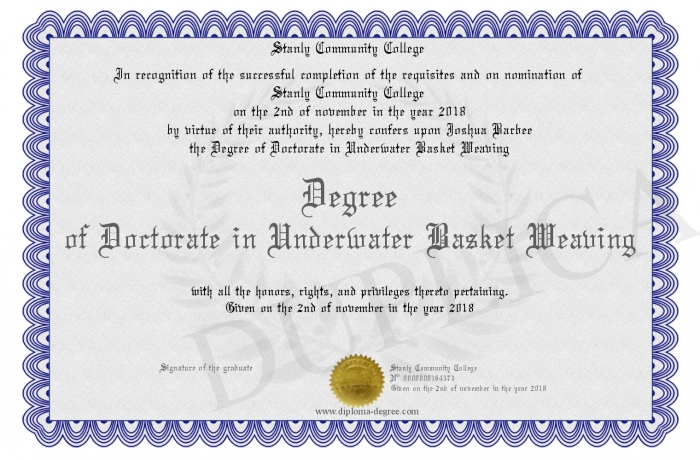 Stanly Community College
In recognition of the successful completion of the requisites and on nomination of
Stanly Community College
on the 2nd of november in the year 2018
by virtue of their authority, hereby confers upon Joshua Barbee
the Degree of Doctorate in Underwater Basket Weaving
Degree
of Doctorate in Underwater Basket Weaving
DUPLICA
with all the honors, rights, and privileges thereto pertaining.
Given on the 2nd of november in the year 2018
Signature of the graduate
Stanly Community College
N° 0000000164373
Given on the 2nd of november in the year 2018
www.diploma-degree.com